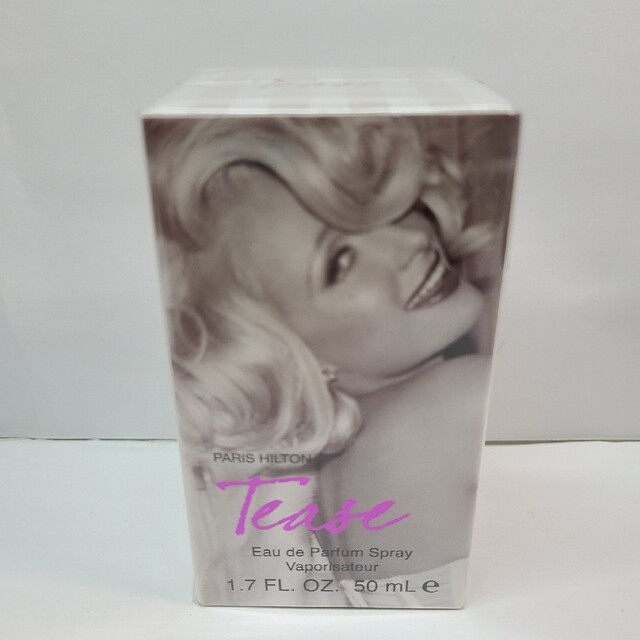 PARIS HILTON
Tease
Eau de Parfum Spray
Vaporisateur
1.7 FL. OZ. 50 mL ℮